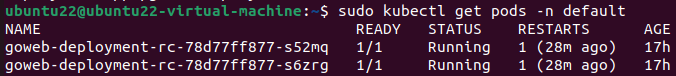 ubuntu22@ubuntu22-virtual-machine:~$ sudo kubectl get pods -n default
NAME READY STATUS RESTARTS AGE
goweb-deployment-rc-78d77ff877-s52mq 1/1 Running 1 (28m ago) 17h
goweb-deployment-rc-78d77ff877-s6zrg 1/1 Running 1 (28m ago) 17h